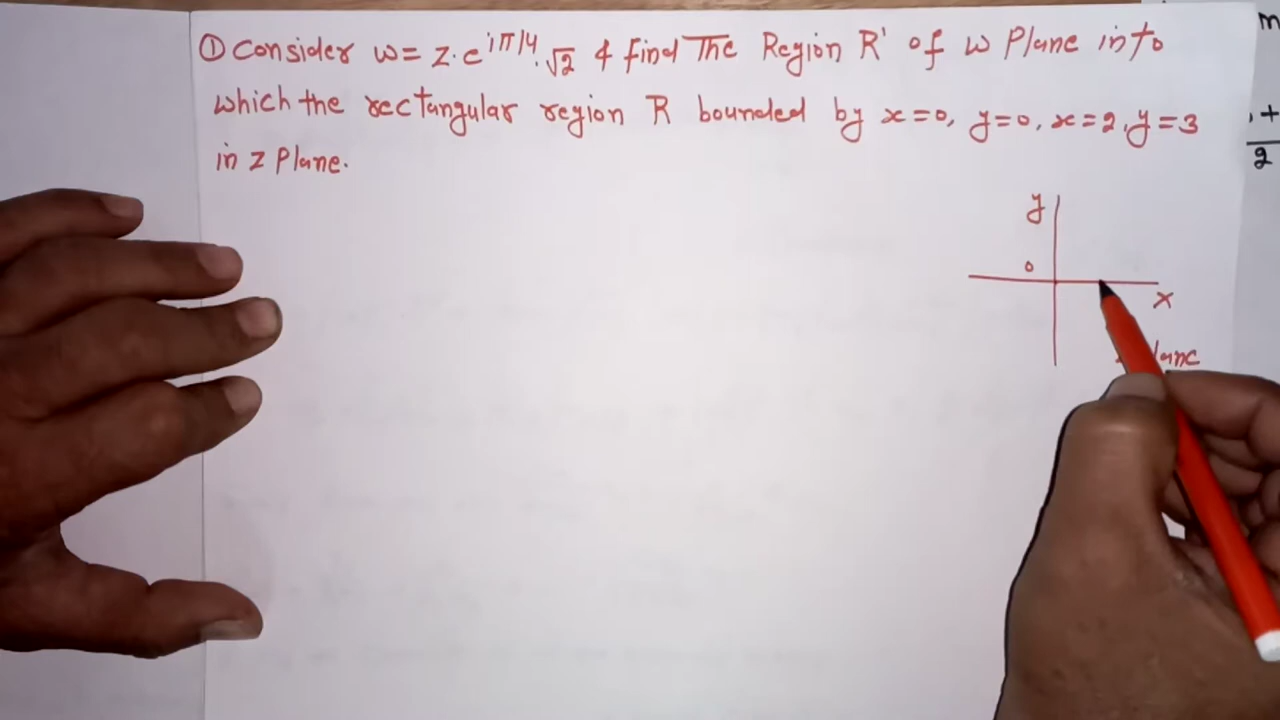 ① Consider w = z·e^iπ/4·√2 & find The Region R' of w Plane into
which the rectangular region R bounded by x=0, y=0, x=2, y=3
in z Plane.
y
0
x
m
+
2